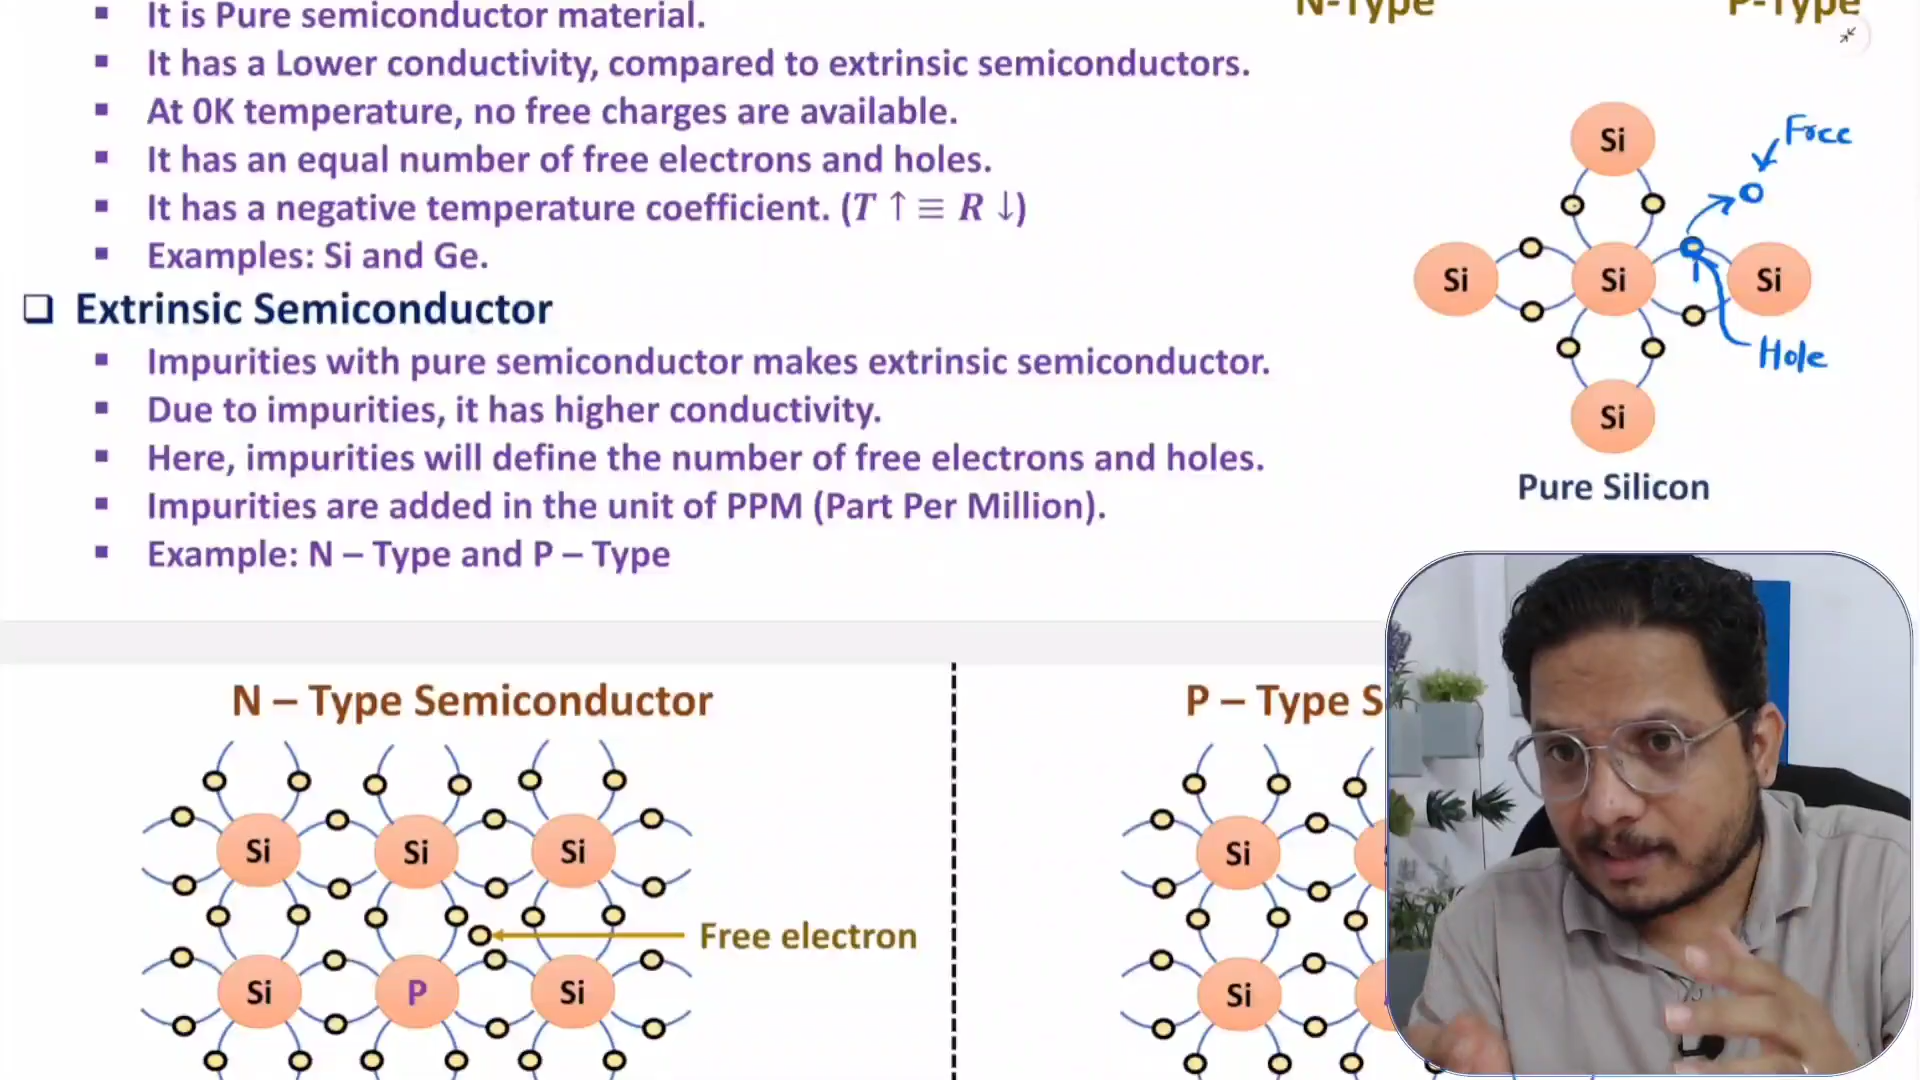 ▪ It is Pure semiconductor material.
▪ It has a Lower conductivity, compared to extrinsic semiconductors.
▪ At 0K temperature, no free charges are available.
▪ It has an equal number of free electrons and holes.
▪ It has a negative temperature coefficient. (T ↑ ≡ R ↓)
▪ Examples: Si and Ge.
❑ Extrinsic Semiconductor
▪ Impurities with pure semiconductor makes extrinsic semiconductor.
▪ Due to impurities, it has higher conductivity.
▪ Here, impurities will define the number of free electrons and holes.
▪ Impurities are added in the unit of PPM (Part Per Million).
▪ Example: N – Type and P – Type
N-Type P-Type
Si
Free
Si Si Si
Hole
Si
Pure Silicon
N – Type Semiconductor
Si Si Si
Free electron
Si P Si
P – Type S
Si
Si